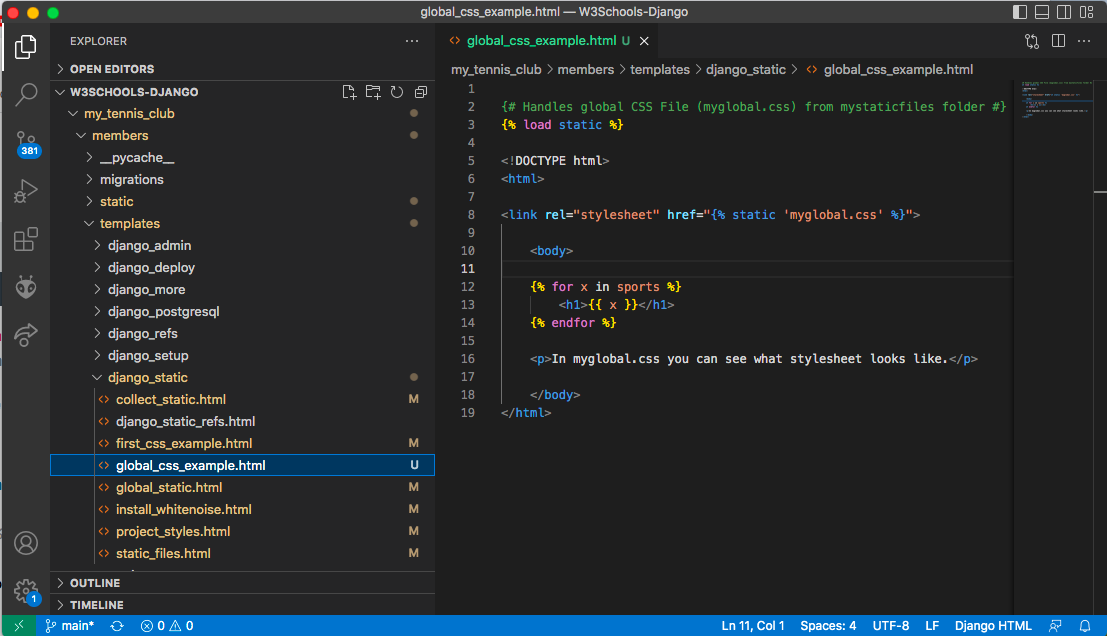 global_css_example.html — W3Schools-Django
EXPLORER
OPEN EDITORS
W3SCHOOLS-DJANGO
my_tennis_club
members
__pycache__
migrations
static
templates
django_admin
django_deploy
django_more
django_postgresql
django_refs
django_setup
django_static
collect_static.html M
django_static_refs.html
first_css_example.html M
global_css_example.html U
global_static.html M
install_whitenoise.html M
project_styles.html M
static_files.html M
OUTLINE
TIMELINE
381
1
global_css_example.html U
my_tennis_club > members > templates > django_static > global_css_example.html
1
2 {# Handles global CSS File (myglobal.css) from mystaticfiles folder #}
3 {% load static %}
4
5 <!DOCTYPE html>
6 <html>
7
8 <link rel="stylesheet" href="{% static 'myglobal.css' %}">
9
10 <body>
11
12 {% for x in sports %}
13 <h1>{{ x }}</h1>
14 {% endfor %}
15
16 <p>In myglobal.css you can see what stylesheet looks like.</p>
17
18 </body>
19 </html>
main* 0 0 Ln 11, Col 1 Spaces: 4 UTF-8 LF Django HTML